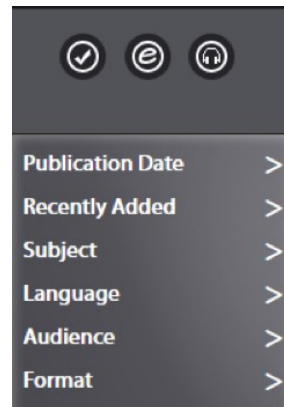 e
Publication Date >
Recently Added >
Subject >
Language >
Audience >
Format >